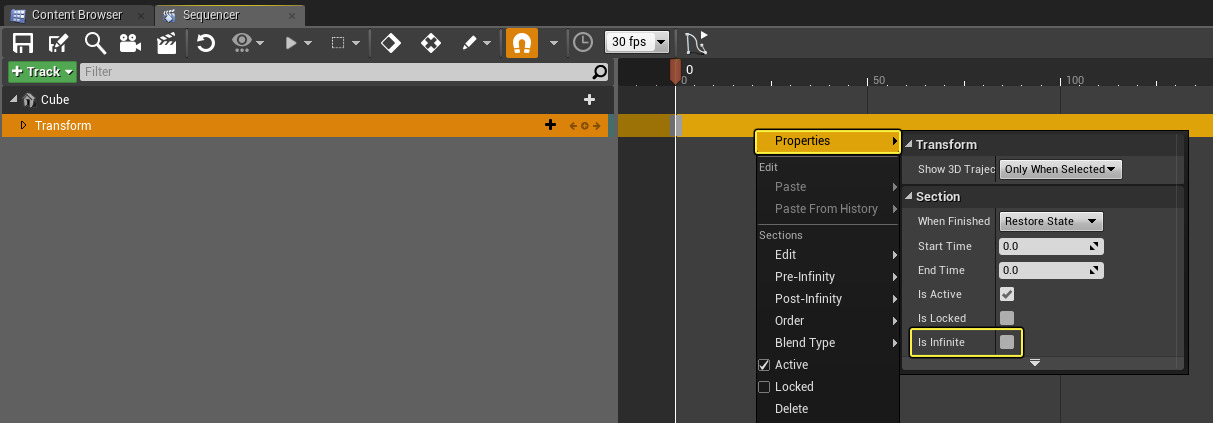 Content Browser
Sequencer
30 fps
Track
Filter
0
0
50
100
Cube
Transform
Properties
Edit
Paste
Paste From History
Sections
Edit
Pre-Infinity
Post-Infinity
Order
Blend Type
Active
Locked
Delete
Transform
Show 3D Trajec
Only When Selected
Section
When Finished
Restore State
Start Time
0.0
End Time
0.0
Is Active
Is Locked
Is Infinite